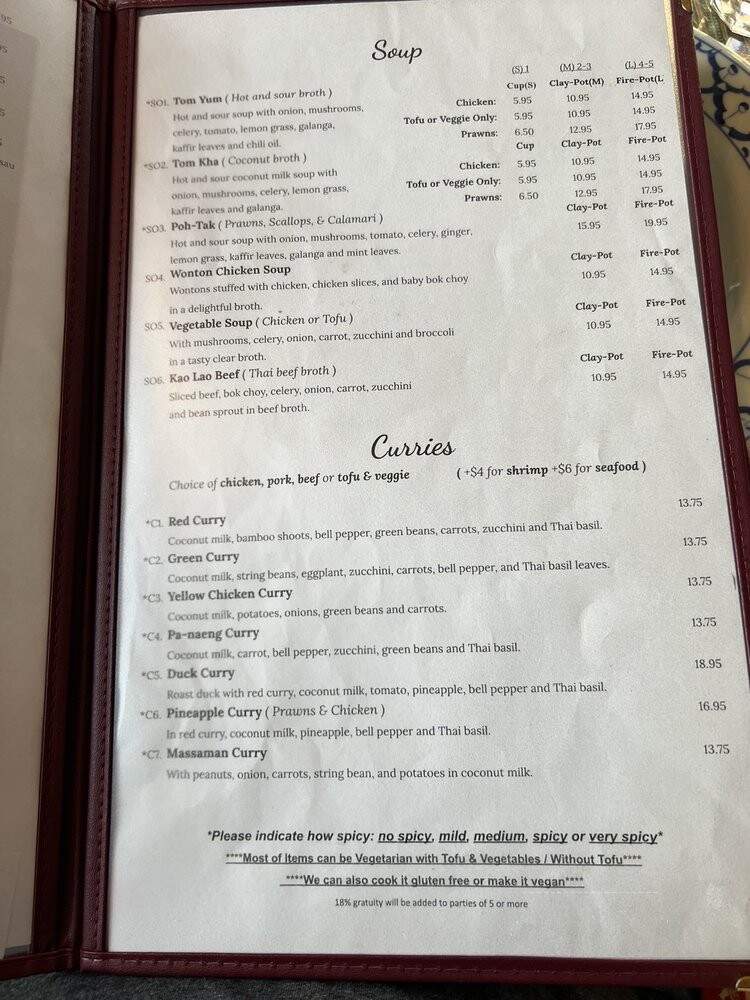 Soup
(S) 1 (M) 2-3 (L) 4-5
Cup(S) Clay-Pot(M) Fire-Pot(L
*SO1. Tom Yum ( Hot and sour broth )
Chicken: 5.95 10.95 14.95
Hot and sour soup with onion, mushrooms,
Tofu or Veggie Only: 5.95 10.95 14.95
celery, tomato, lemon grass, galanga,
Prawns: 6.50 12.95 17.95
kaffir leaves and chili oil.
Cup Clay-Pot Fire-Pot
*SO2. Tom Kha ( Coconut broth )
Chicken: 5.95 10.95 14.95
Hot and sour coconut milk soup with
Tofu or Veggie Only: 5.95 10.95 14.95
onion, mushrooms, celery, lemon grass,
Prawns: 6.50 12.95 17.95
kaffir leaves and galanga.
Clay-Pot Fire-Pot
*SO3. Poh-Tak ( Prawns, Scallops, & Calamari )
15.95 19.95
Hot and sour soup with onion, mushrooms, tomato, celery, ginger,
lemon grass, kaffir leaves, galanga and mint leaves.
Clay-Pot Fire-Pot
SO4. Wonton Chicken Soup
10.95 14.95
Wontons stuffed with chicken, chicken slices, and baby bok choy
in a delightful broth.
Clay-Pot Fire-Pot
SO5. Vegetable Soup ( Chicken or Tofu )
10.95 14.95
With mushrooms, celery, onion, carrot, zucchini and broccoli
in a tasty clear broth.
Clay-Pot Fire-Pot
SO6. Kao Lao Beef ( Thai beef broth )
10.95 14.95
Sliced beef, bok choy, celery, onion, carrot, zucchini
and bean sprout in beef broth.
Curries
Choice of chicken, pork, beef or tofu & veggie ( +$4 for shrimp +$6 for seafood )
*C1. Red Curry 13.75
Coconut milk, bamboo shoots, bell pepper, green beans, carrots, zucchini and Thai basil.
*C2. Green Curry 13.75
Coconut milk, string beans, eggplant, zucchini, carrots, bell pepper, and Thai basil leaves.
*C3. Yellow Chicken Curry 13.75
Coconut milk, potatoes, onions, green beans and carrots.
*C4. Pa-naeng Curry 13.75
Coconut milk, carrot, bell pepper, zucchini, green beans and Thai basil.
*C5. Duck Curry 18.95
Roast duck with red curry, coconut milk, tomato, pineapple, bell pepper and Thai basil.
*C6. Pineapple Curry ( Prawns & Chicken ) 16.95
In red curry, coconut milk, pineapple, bell pepper and Thai basil.
*C7. Massaman Curry 13.75
With peanuts, onion, carrots, string bean, and potatoes in coconut milk.
*Please indicate how spicy: no spicy, mild, medium, spicy or very spicy*
****Most of Items can be Vegetarian with Tofu & Vegetables / Without Tofu****
****We can also cook it gluten free or make it vegan****
18% gratuity will be added to parties of 5 or more